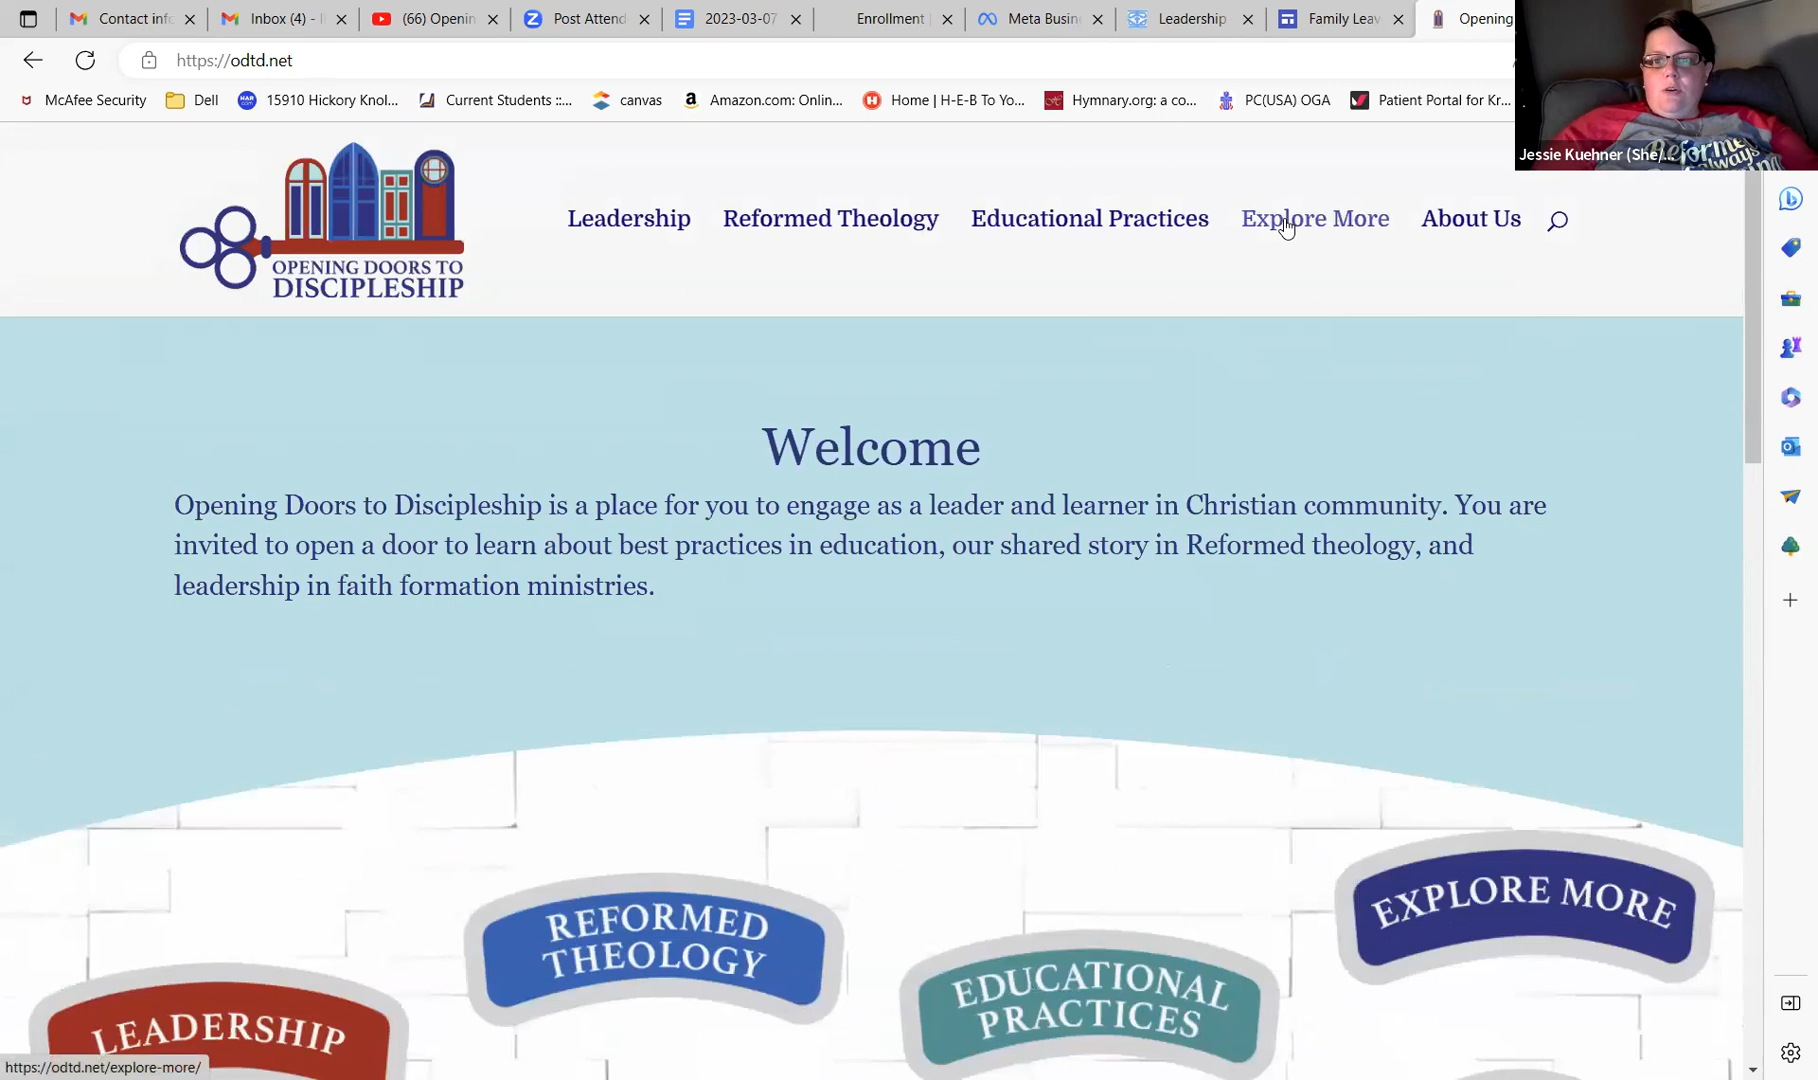 Contact info
Inbox (4) - I
(66) Openin
Post Attend
2023-03-07
Enrollment
Meta Busin
Leadership
Family Leav
Opening
https://odtd.net
McAfee Security
Dell
15910 Hickory Knol...
Current Students ::...
canvas
Amazon.com: Onlin...
Home | H-E-B To Yo...
Hymnary.org: a co...
PC(USA) OGA
Patient Portal for Kr...
Jessie Kuehner (She)...
Reformed
always
OPENING DOORS TO
DISCIPLESHIP
Leadership
Reformed Theology
Educational Practices
Explore More
About Us
Welcome
Opening Doors to Discipleship is a place for you to engage as a leader and learner in Christian community. You are
invited to open a door to learn about best practices in education, our shared story in Reformed theology, and
leadership in faith formation ministries.
EXPLORE MORE
REFORMED
THEOLOGY
EDUCATIONAL
PRACTICES
LEADERSHIP
https://odtd.net/explore-more/